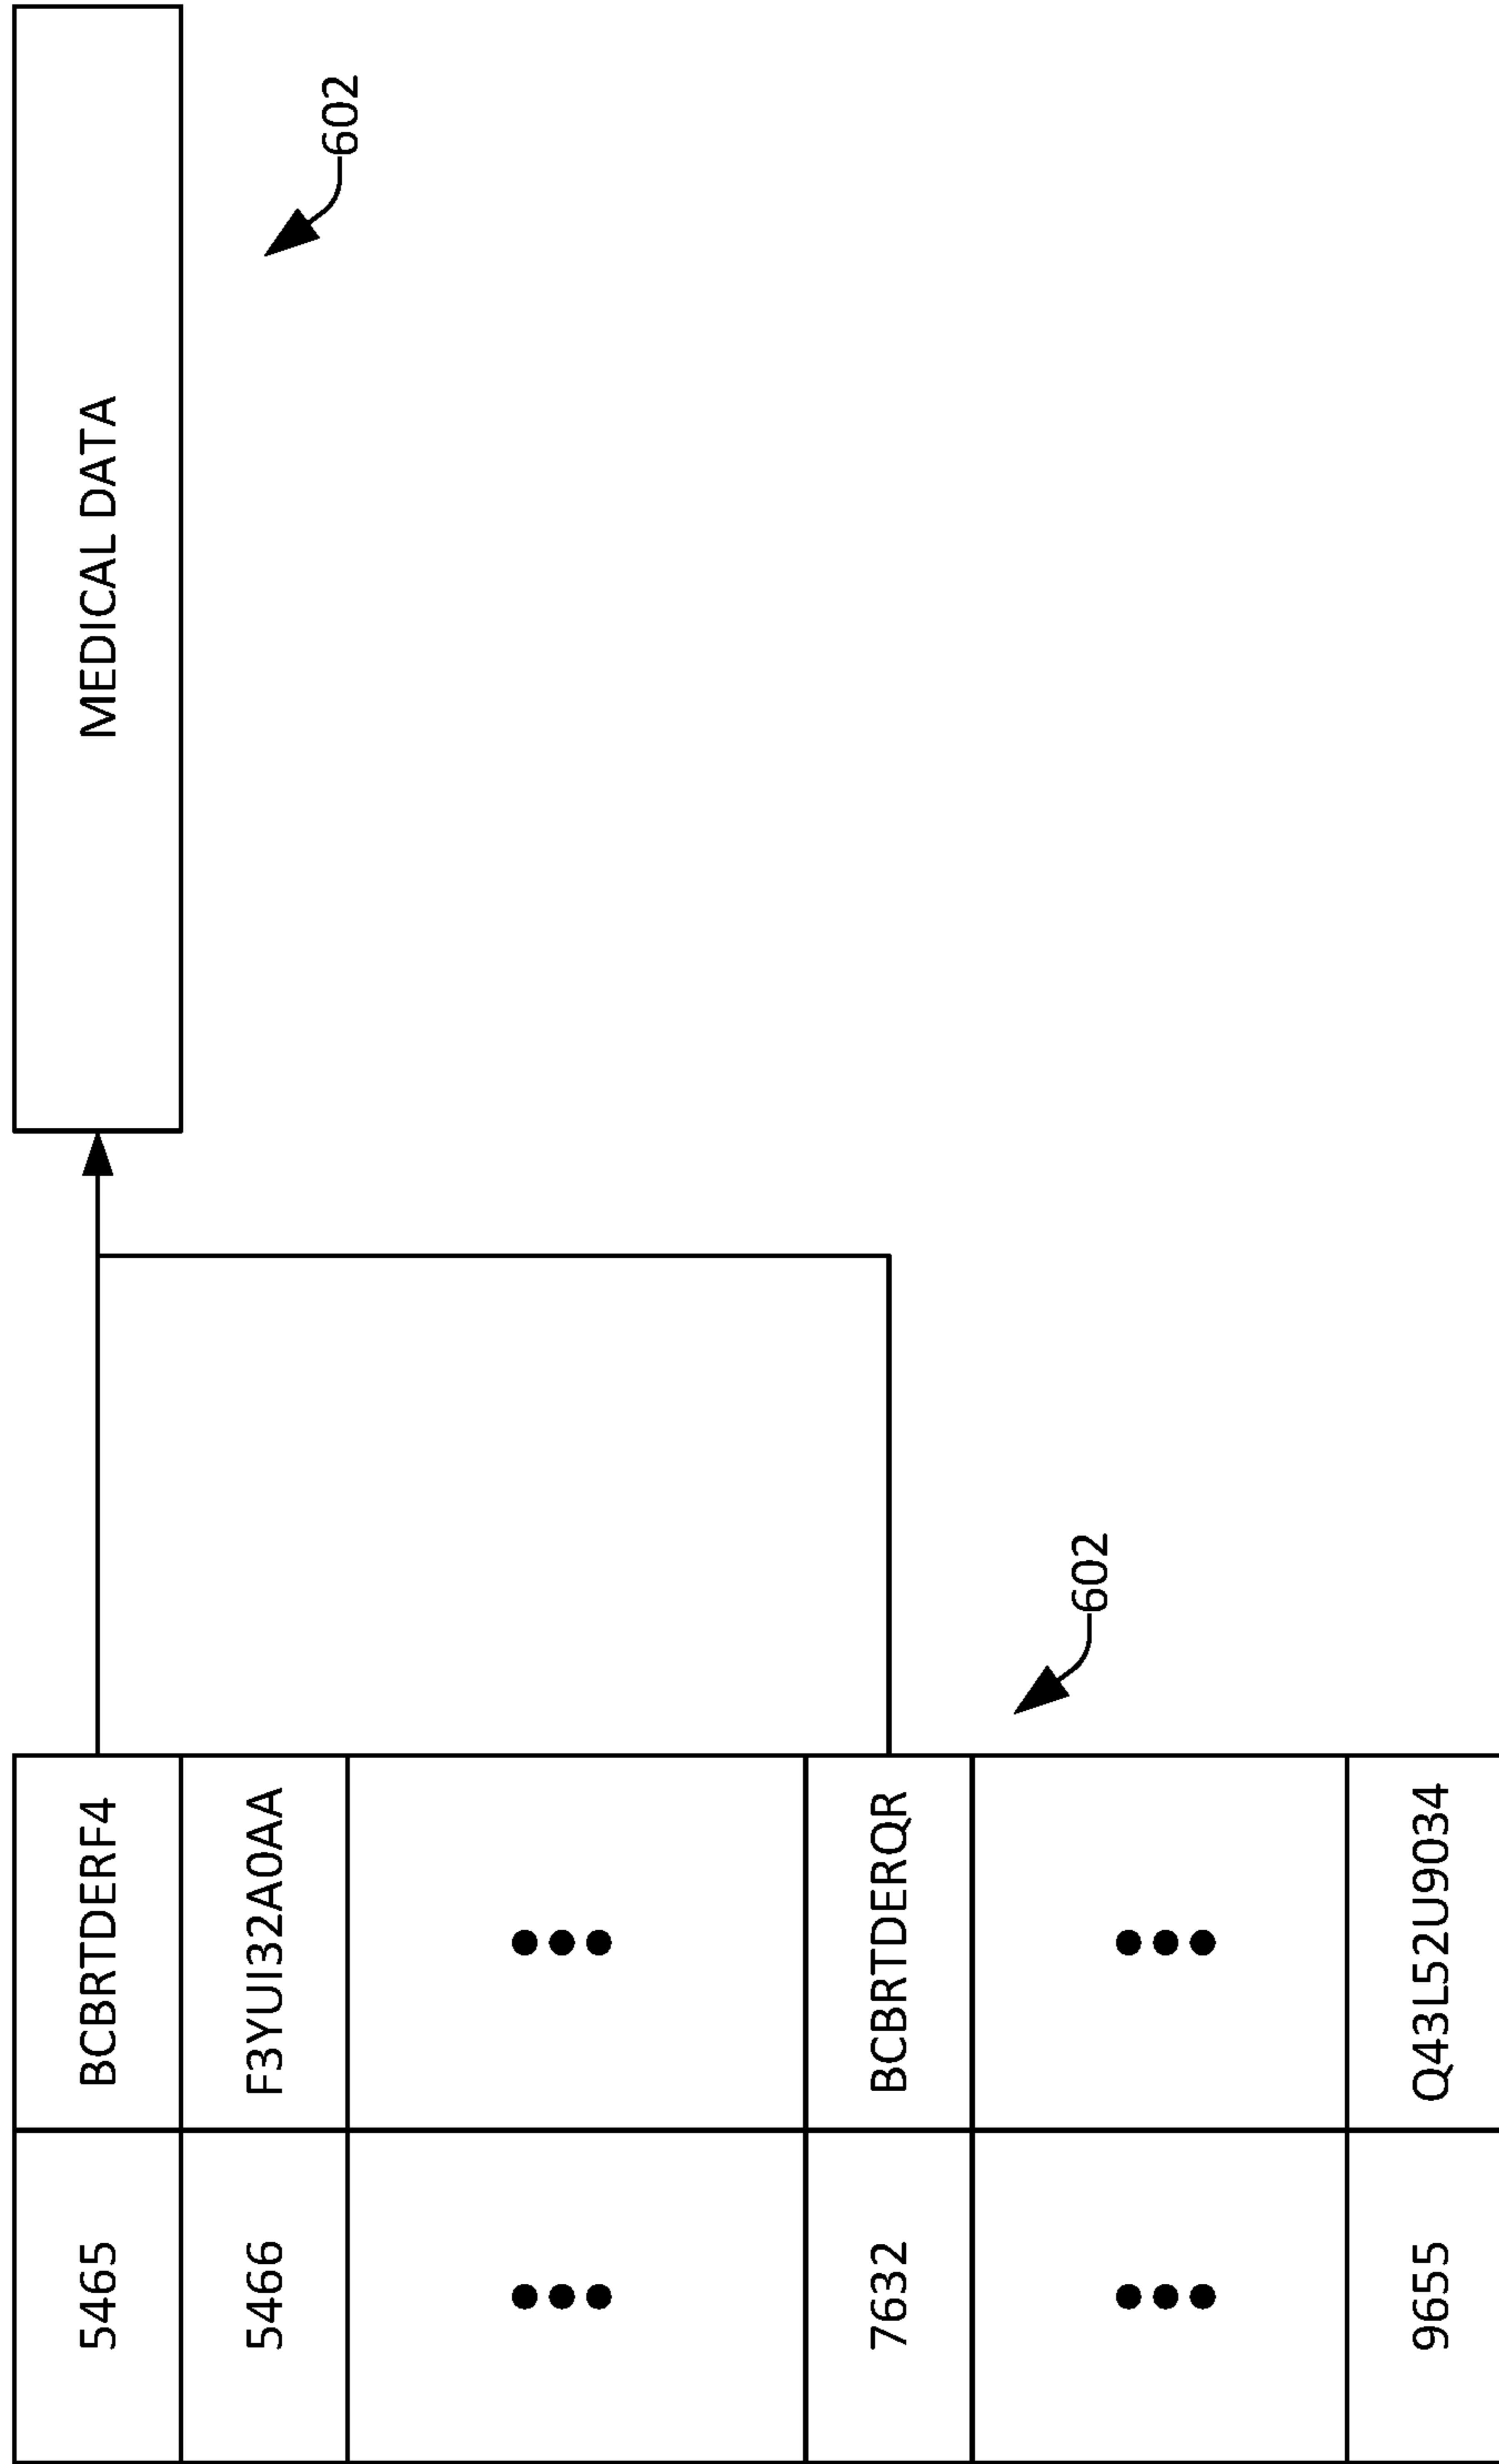 5465 BCBRTDERF4 MEDICAL DATA
5466 F3YUI32A0AA
602
7632 BCBRTDERQR
602
9655 Q43L52U9034